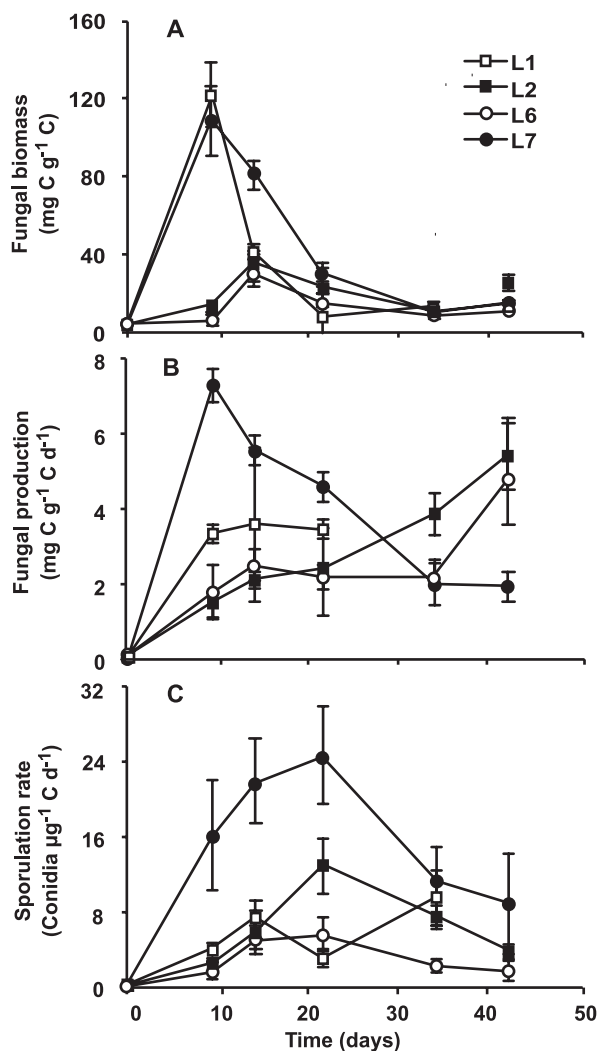 A
160
120
80
40
0
Fungal biomass
(mg C g⁻¹ C)
L1
L2
L6
L7
B
8
6
4
2
0
Fungal production
(mg C g⁻¹ C d⁻¹)
C
32
24
16
8
0
Sporulation rate
(Conidia µg⁻¹ C d⁻¹)
0 10 20 30 40 50
Time (days)